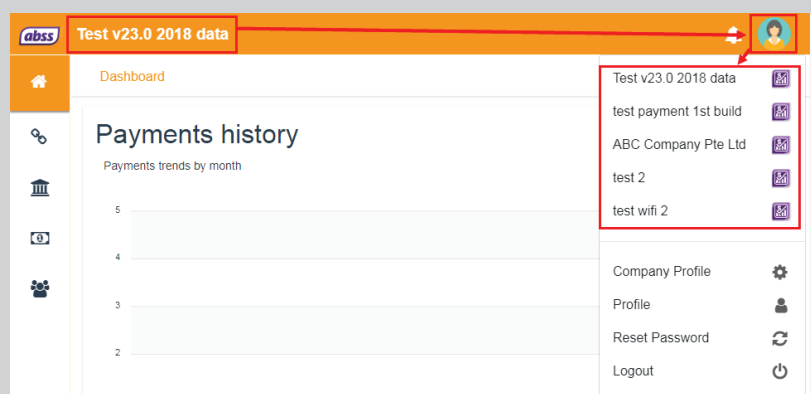 abss
Test v23.0 2018 data
Dashboard
Payments history
Payments trends by month
5
4
3
2
Test v23.0 2018 data
test payment 1st build
ABC Company Pte Ltd
test 2
test wifi 2
Company Profile
Profile
Reset Password
Logout